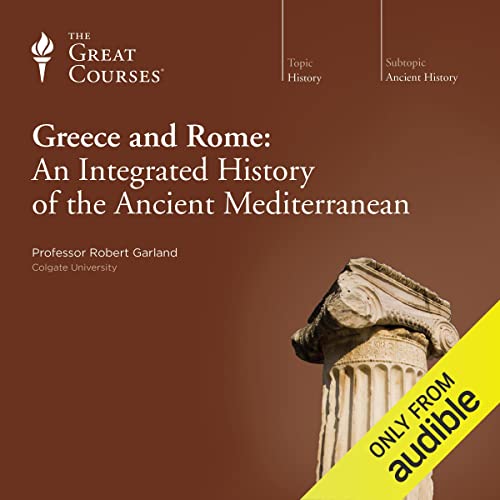 THE
GREAT
COURSES®
Topic
History
Subtopic
Ancient History
Greece and Rome:
An Integrated History
of the Ancient Mediterranean
Professor Robert Garland
Colgate University
ONLY FROM
audible